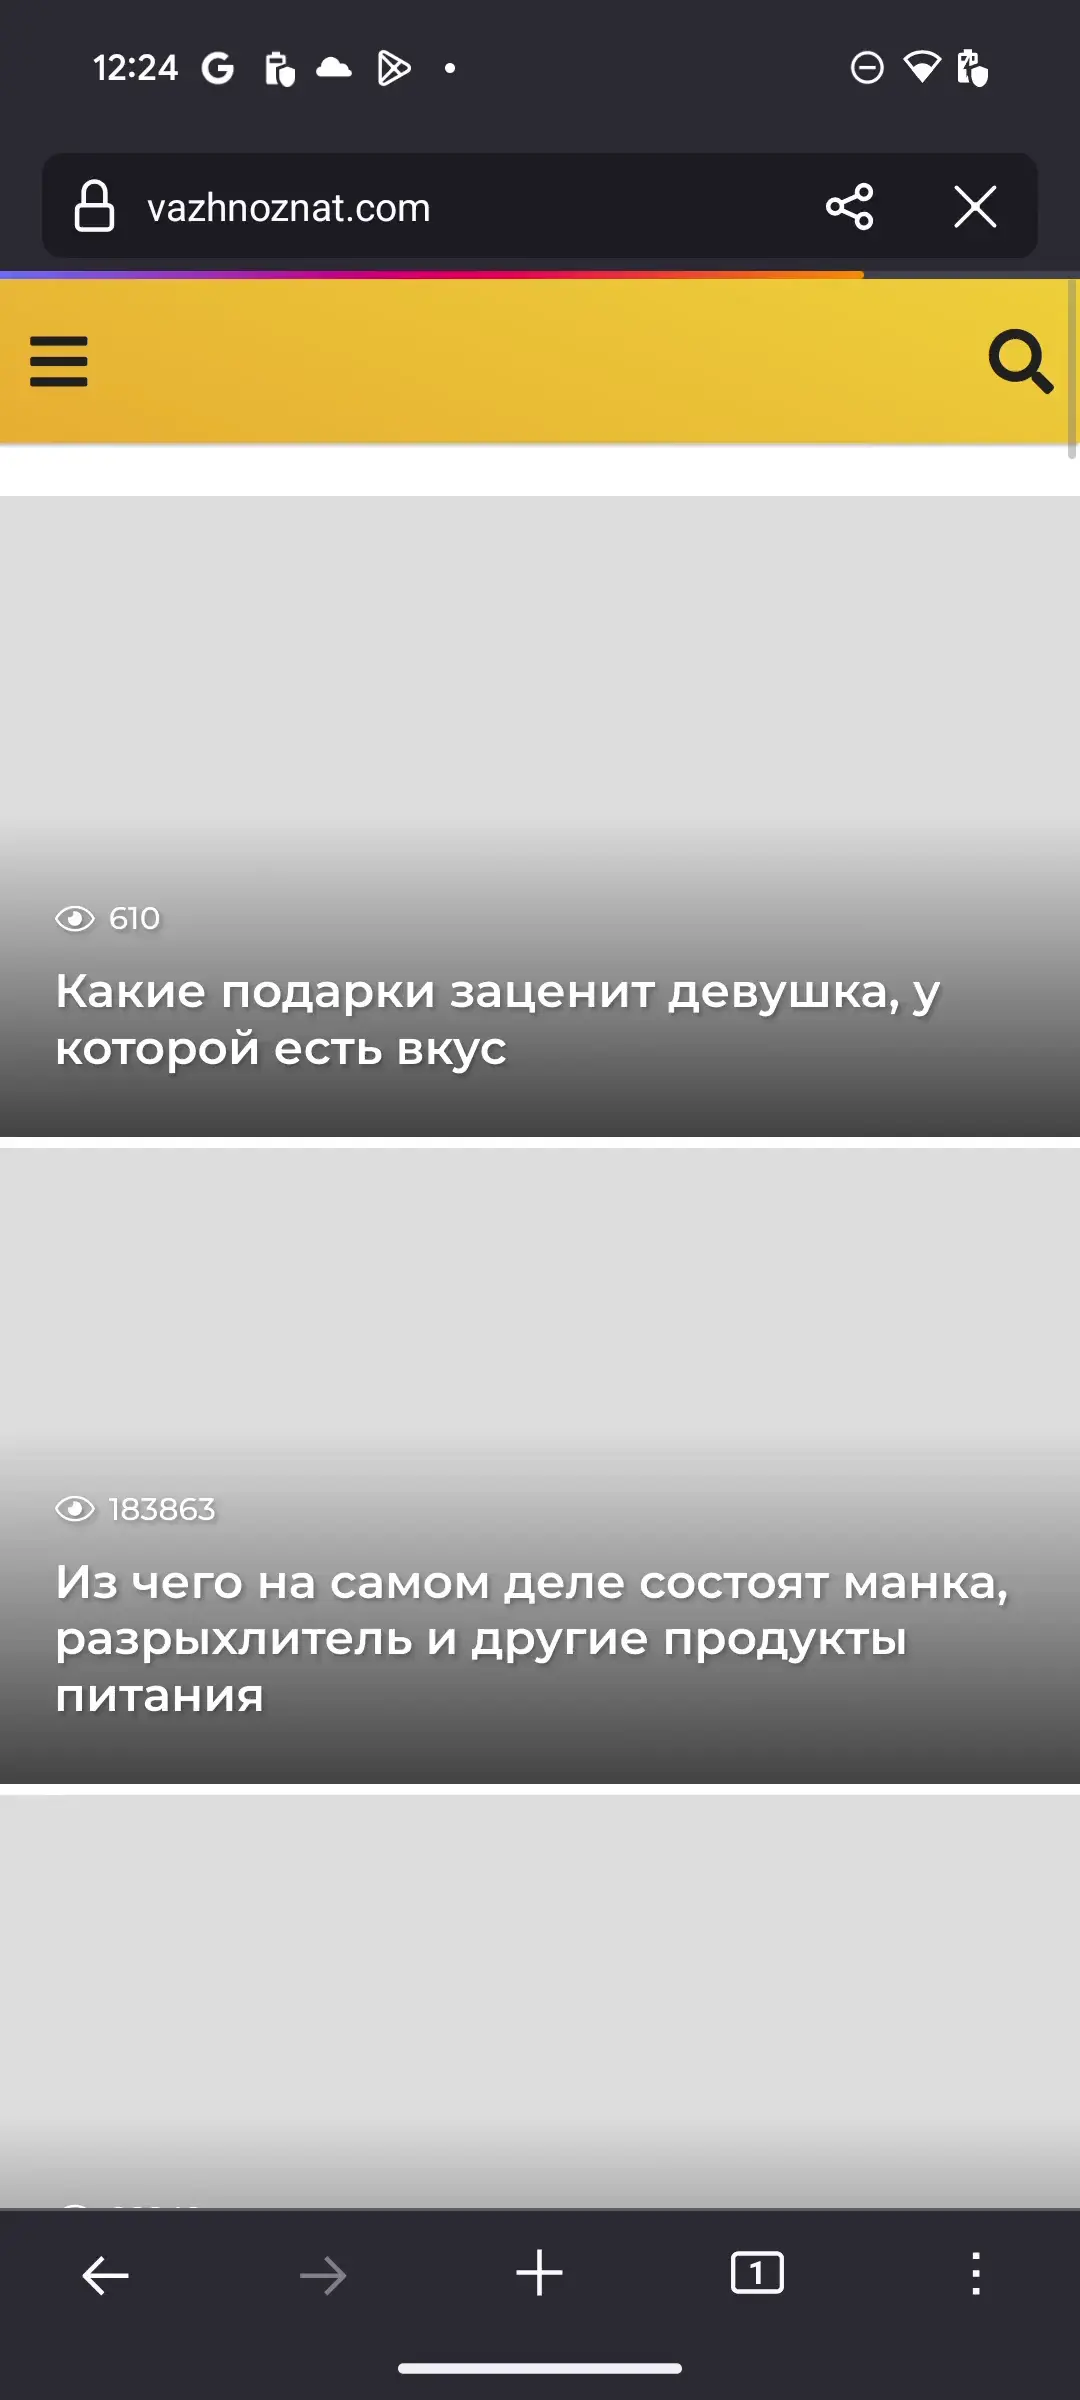 12:24
vazhnoznat.com
610
Какие подарки заценит девушка, у
которой есть вкус
183863
Из чего на самом деле состоят манка,
разрыхлитель и другие продукты
питания
1